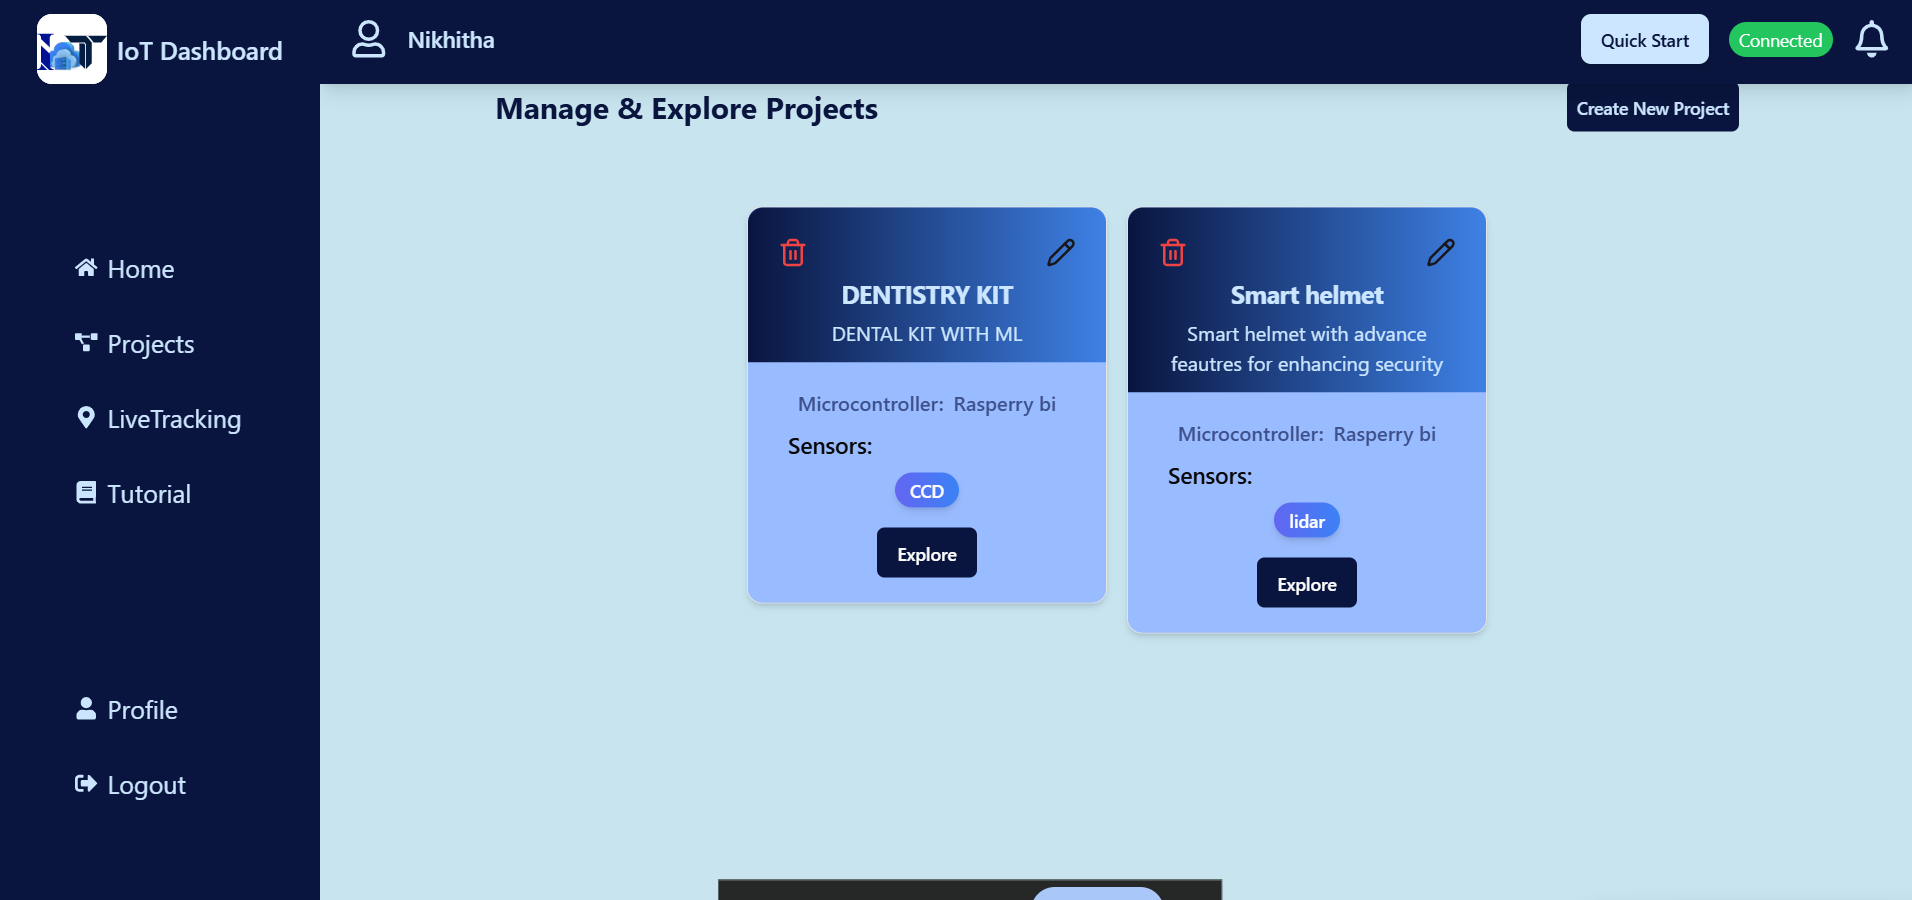 IoT Dashboard
Nikhitha
Quick Start
Connected
Manage & Explore Projects
Create New Project
Home
Projects
LiveTracking
Tutorial
Profile
Logout
DENTISTRY KIT
DENTAL KIT WITH ML
Microcontroller: Rasperry bi
Sensors:
CCD
Explore
Smart helmet
Smart helmet with advance
feautres for enhancing security
Microcontroller: Rasperry bi
Sensors:
lidar
Explore